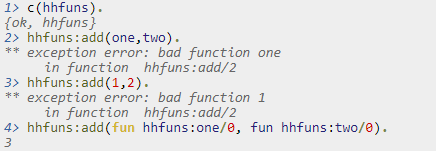 1> c(hhfuns).
{ok, hhfuns}
2> hhfuns:add(one,two).
** exception error: bad function one
in function  hhfuns:add/2
3> hhfuns:add(1,2).
** exception error: bad function 1
in function  hhfuns:add/2
4> hhfuns:add(fun hhfuns:one/0, fun hhfuns:two/0).
3